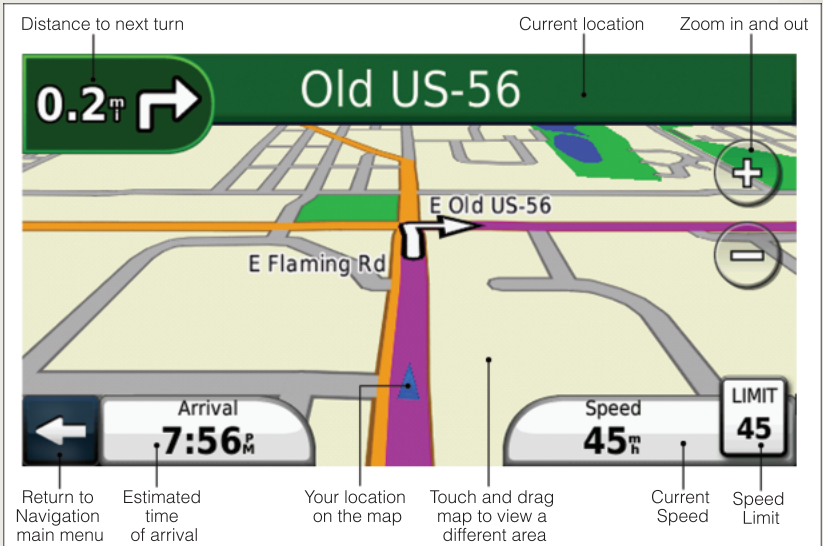 Distance to next turn
Current location
Zoom in and out
0.2 mi
Old US-56
E Old US-56
E Flaming Rd
Arrival
7:56 PM
Speed
45 mh
LIMIT
45
Return to
Navigation
main menu
Estimated
time
of arrival
Your location
on the map
Touch and drag
map to view a
different area
Current
Speed
Speed
Limit